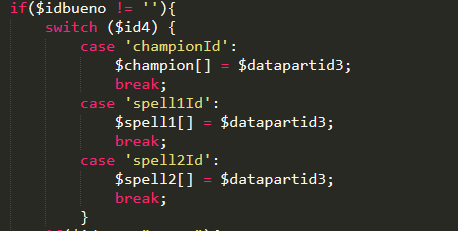 if($idbueno != ''){
switch ($id4) {
case 'championId':
$champion[] = $datapartid3;
break;
case 'spell1Id':
$spell1[] = $datapartid3;
break;
case 'spell2Id':
$spell2[] = $datapartid3;
break;
}